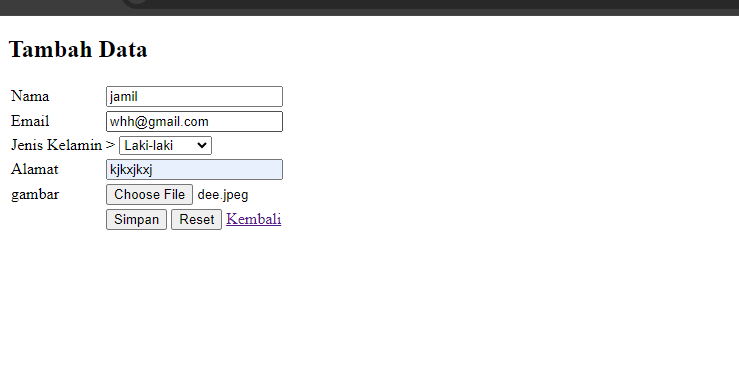 Tambah Data
Nama jamil
Email whh@gmail.com
Jenis Kelamin > Laki-laki
Alamat kjkxjkxj
gambar Choose File dee.jpeg
Simpan Reset Kembali